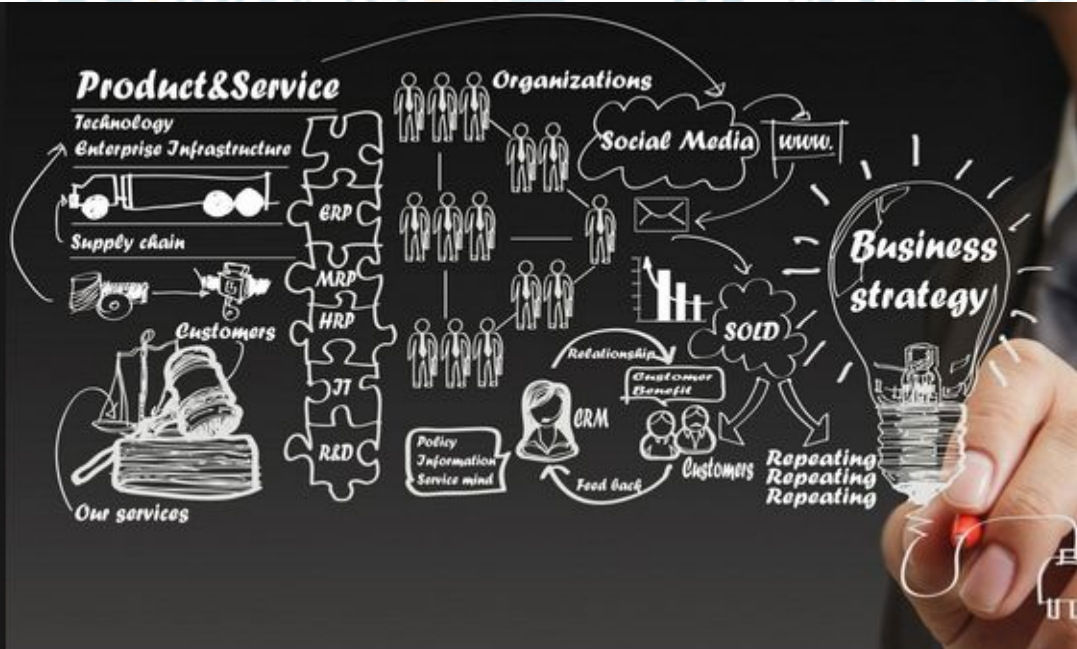 Product&Service
Technology
Enterprise Infrastructure
Supply chain
Customers
Our services
ERP
MRP
HRP
IT
R&D
Organizations
Social Media
www.
SOLD
Relationship
Customer
Benefit
CRM
Policy
Information
Service mind
Feed back
Customers
Repeating
Repeating
Repeating
Business
strategy